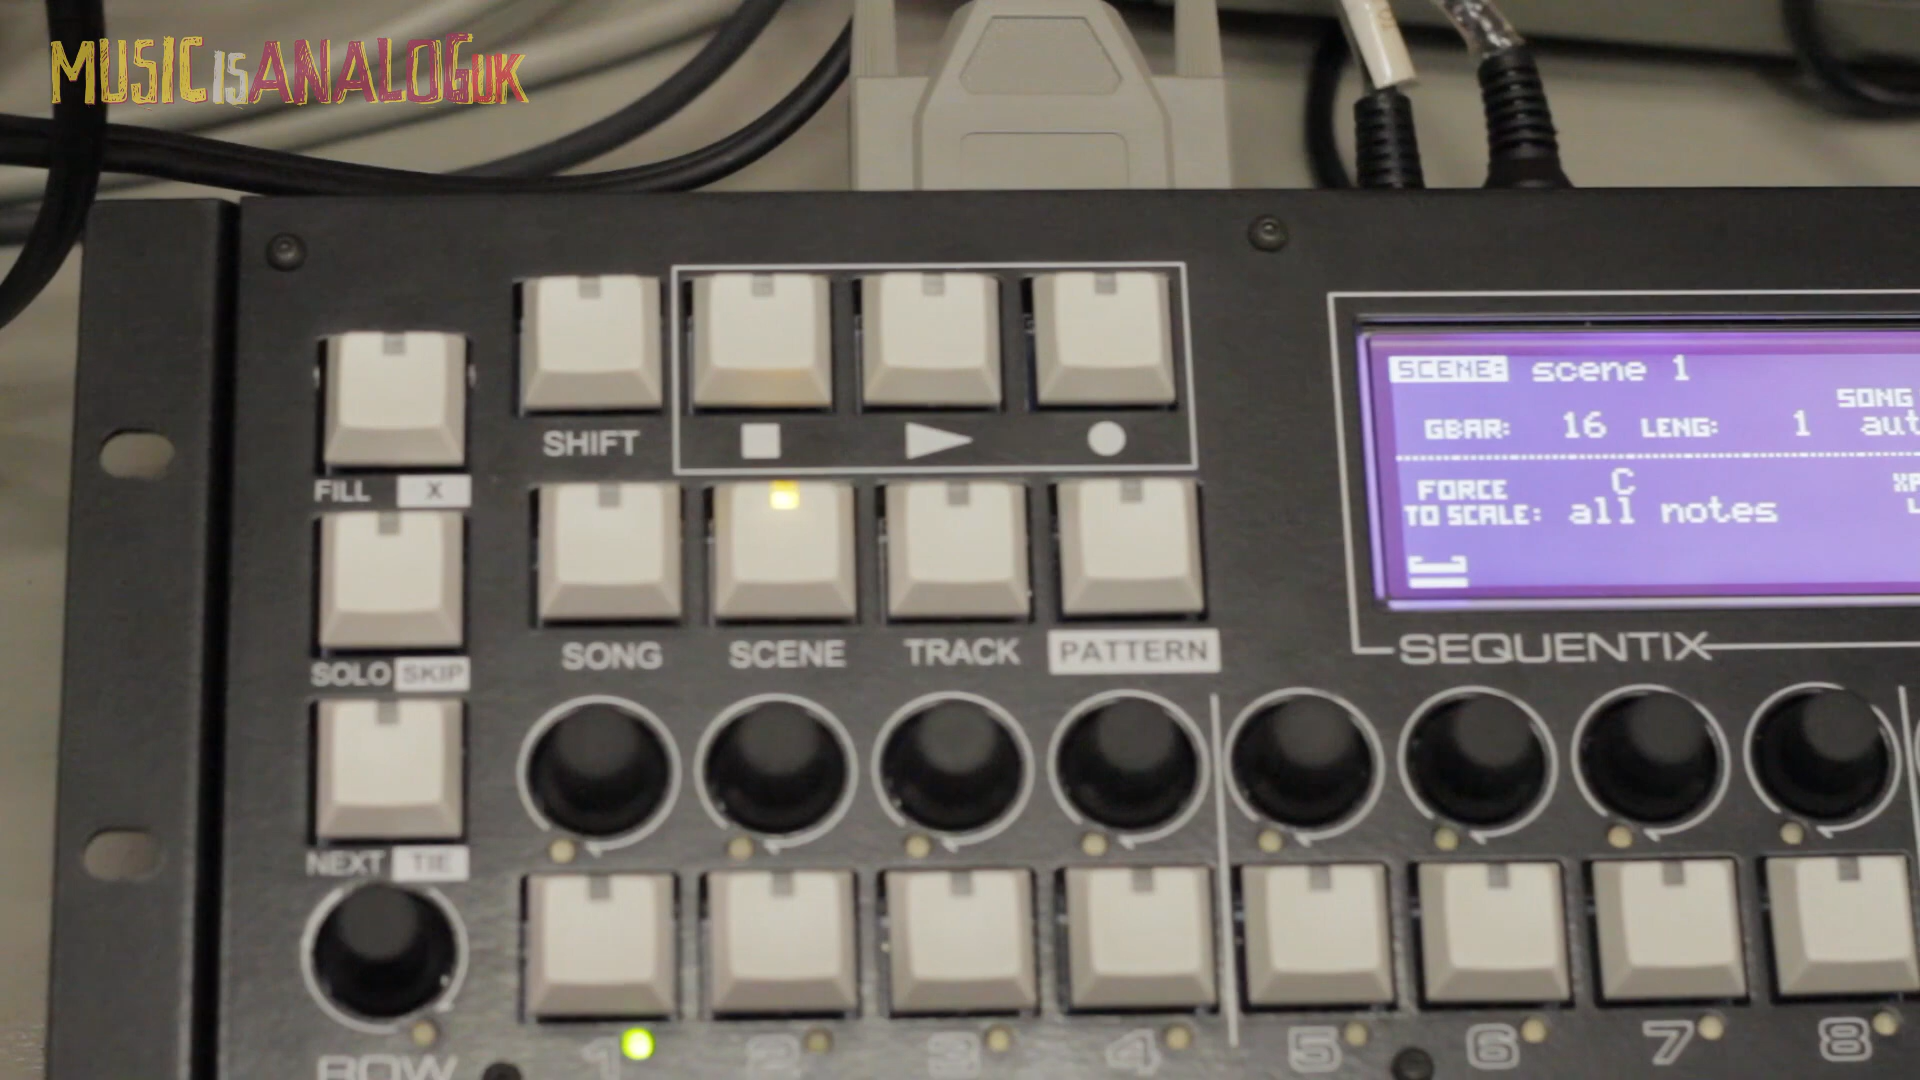 MUSIC IS ANALOG UK
SCENE: scene 1
SONG
GBAR: 16 LENG: 1
FORCE C
TO SCALE: all notes
SHIFT
FILL X
SEQUENTIX
SONG SCENE TRACK PATTERN
SOLO SKIP
NEXT TIE
1 2 3 4 5 6 7 8
ROW